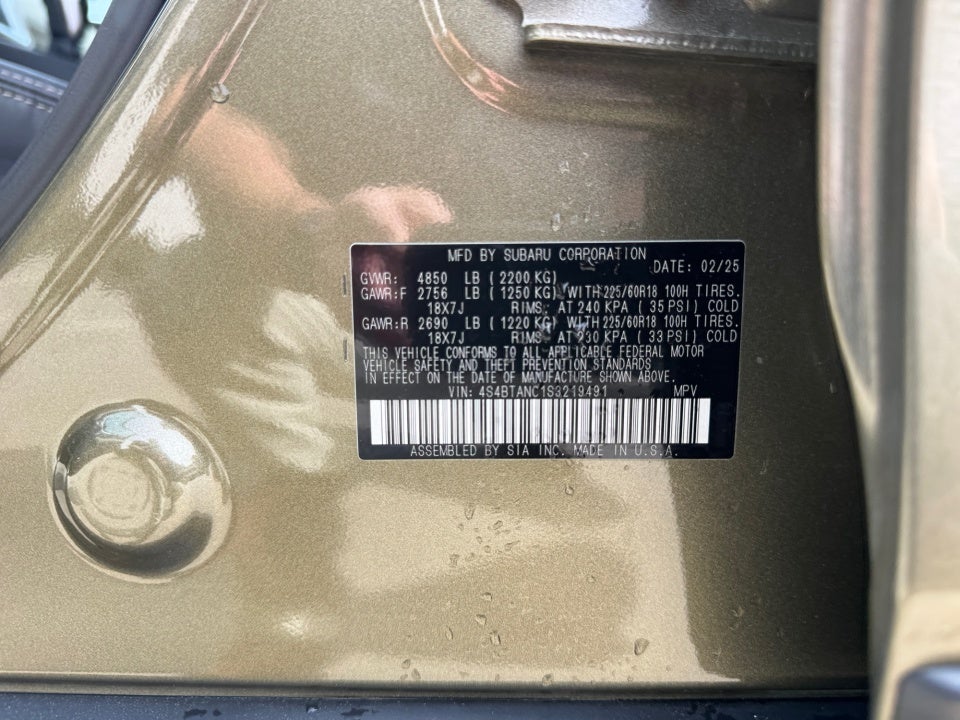 MFD BY SUBARU CORPORATION
DATE: 02/25
GVWR: 4850 LB (2200 KG)
GAWR:F 2756 LB (1250 KG) WITH 225/60R18 100H TIRES.
18X7J RIMS, AT 240 KPA (35 PSI) COLD
GAWR:R 2690 LB (1220 KG) WITH 225/60R18 100H TIRES.
18X7J RIMS, AT 230 KPA (33 PSI) COLD
THIS VEHICLE CONFORMS TO ALL APPLICABLE FEDERAL MOTOR
VEHICLE SAFETY AND THEFT PREVENTION STANDARDS
IN EFFECT ON THE DATE OF MANUFACTURE SHOWN ABOVE.
VIN: 4S4BTANC1S3219491 MPV
ASSEMBLED BY SIA INC. MADE IN U.S.A.